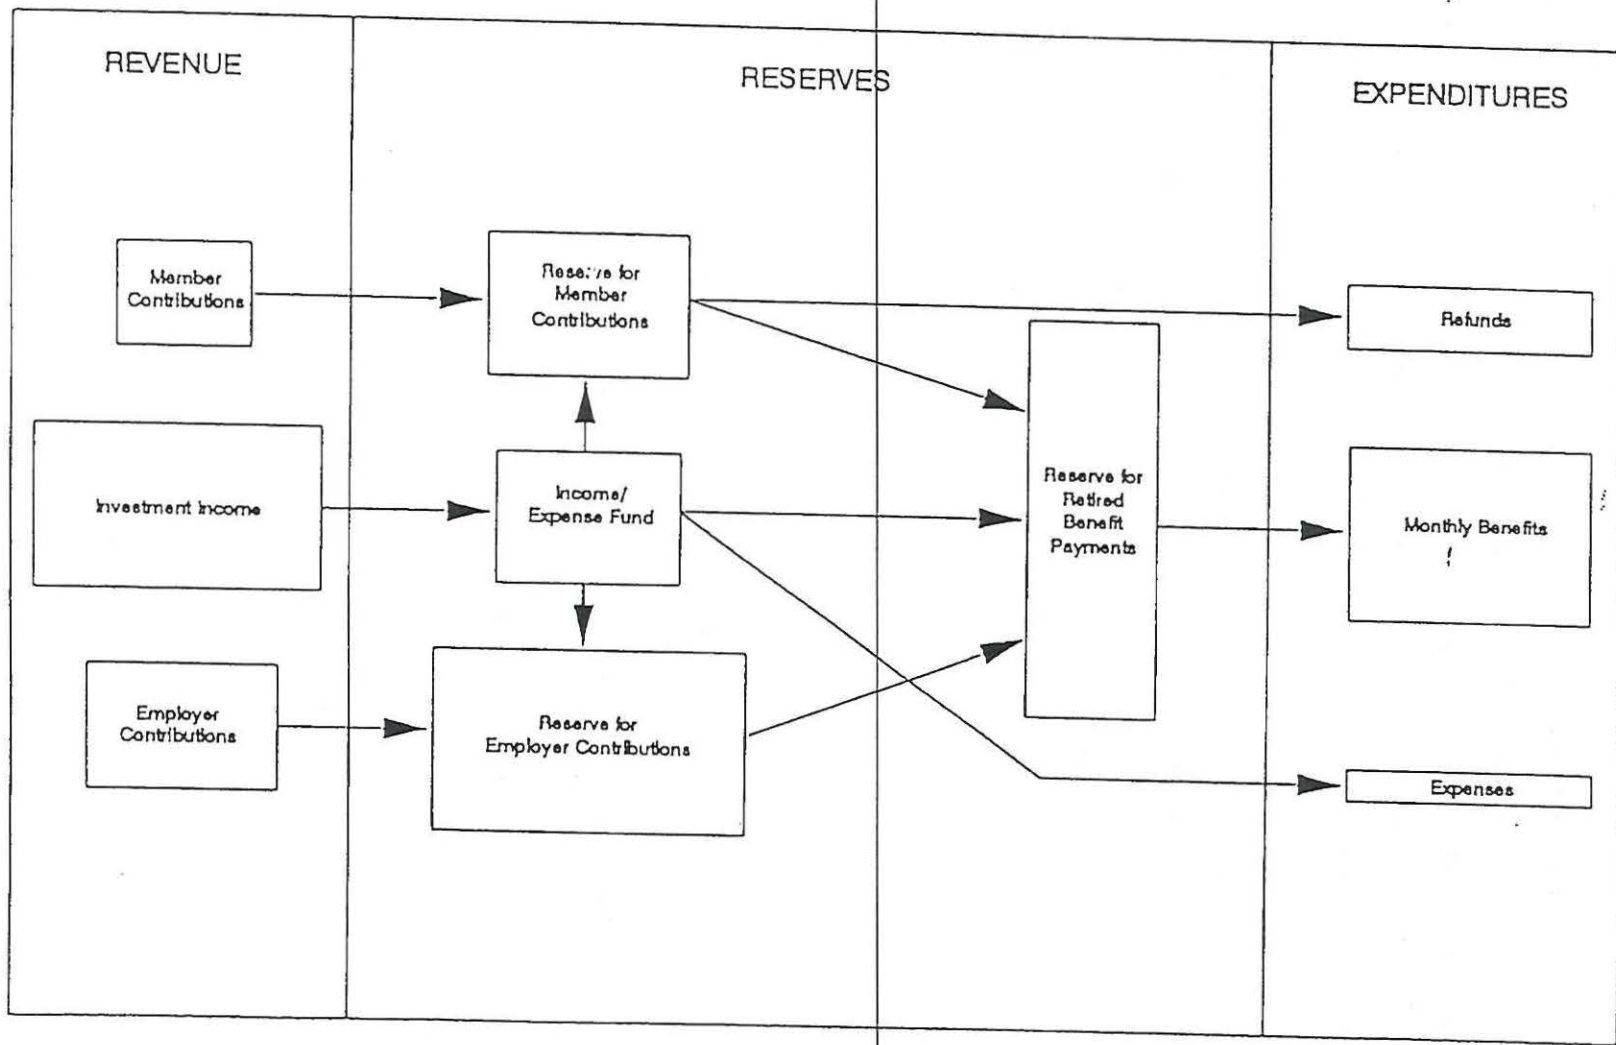 REVENUE
RESERVES
EXPENDITURES
Member
Contributions
Reserve for
Member
Contributions
Refunds
Investment Income
Income/
Expense Fund
Reserve for
Retired
Benefit
Payments
Monthly Benefits
Employer
Contributions
Reserve for
Employer Contributions
Expenses